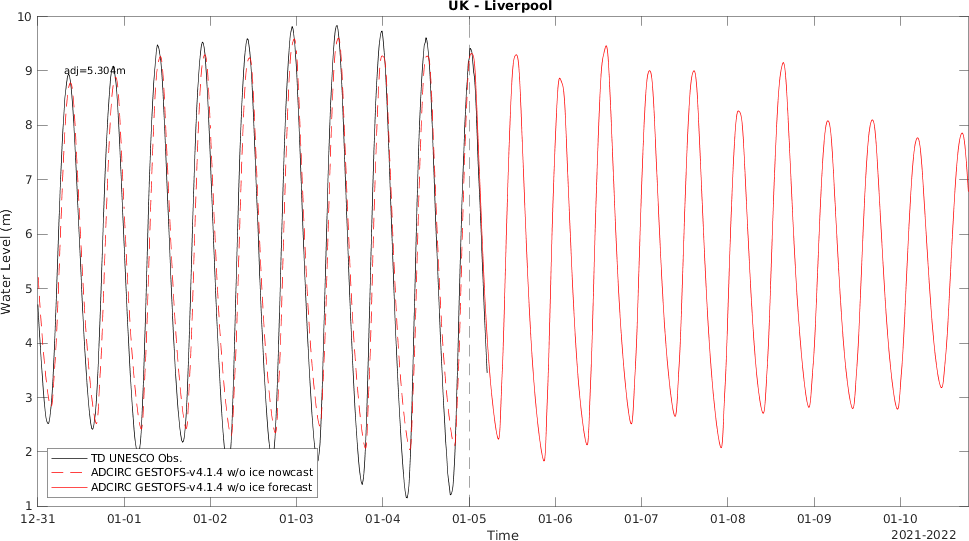 UK - Liverpool
10
9
8
7
6
5
4
3
2
1
Water Level (m)
adj=5.304m
TD UNESCO Obs.
ADCIRC GESTOFS-v4.1.4 w/o ice nowcast
ADCIRC GESTOFS-v4.1.4 w/o ice forecast
12-31 01-01 01-02 01-03 01-04 01-05 01-06 01-07 01-08 01-09 01-10
Time
2021-2022